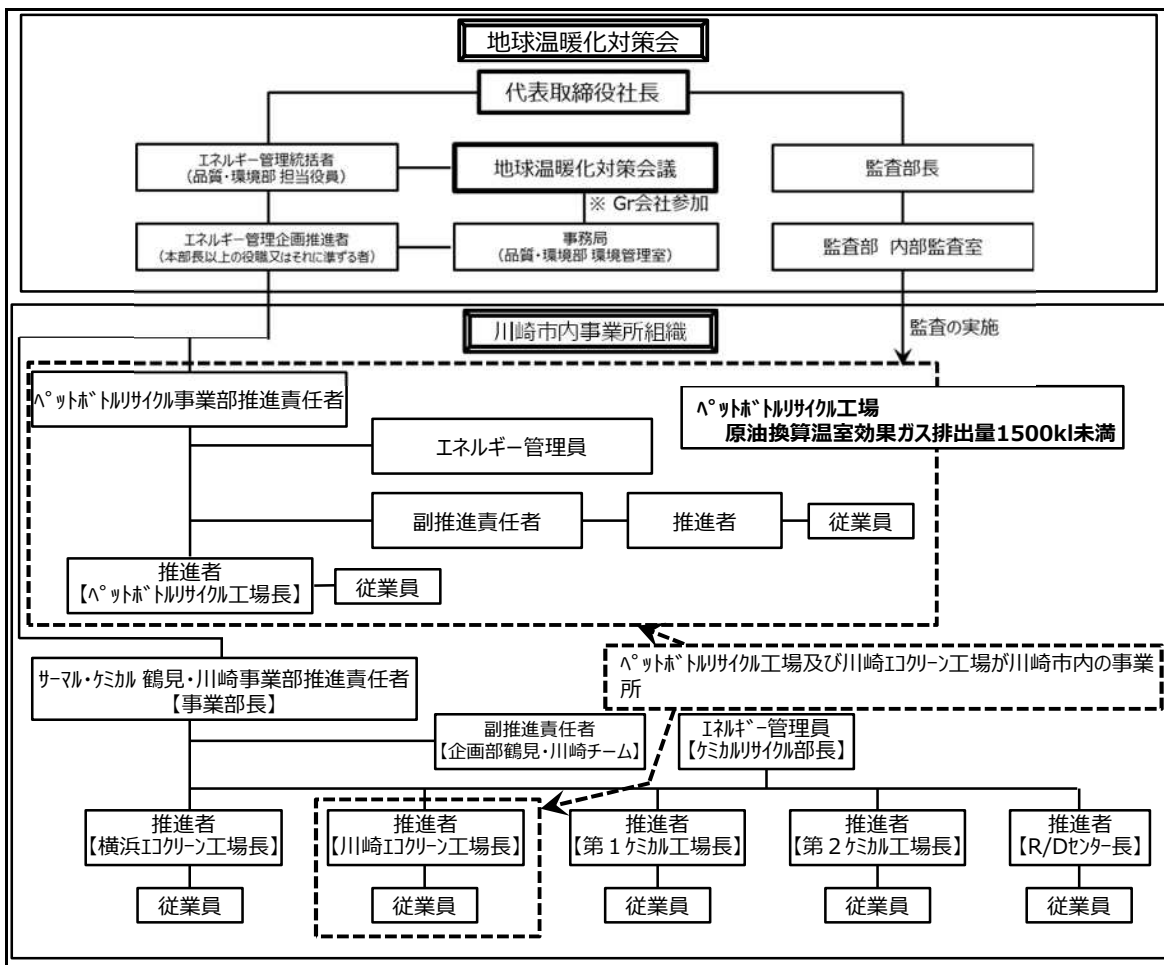 地球温暖化対策会
代表取締役社長
エネルギー管理統括者
(品質・環境部 担当役員)
地球温暖化対策会議
監査部長
※ Gr会社参加
エネルギー管理企画推進者
(本部長以上の役職又はそれに準ずる者)
事務局
(品質・環境部 環境管理室)
監査部 内部監査室
川崎市内事業所組織
監査の実施
ﾍﾟｯﾄﾎﾞﾄﾙﾘｻｲｸﾙ事業部推進責任者
ﾍﾟｯﾄﾎﾞﾄﾙﾘｻｲｸﾙ工場
原油換算温室効果ガス排出量1500kl未満
エネルギー管理員
副推進責任者
推進者
従業員
推進者
【ﾍﾟｯﾄﾎﾞﾄﾙﾘｻｲｸﾙ工場長】
従業員
ｻｰﾏﾙ・ｹﾐｶﾙ 鶴見・川崎事業部推進責任者
【事業部長】
ﾍﾟｯﾄﾎﾞﾄﾙﾘｻｲｸﾙ工場及び川崎ｴｺｸﾘｰﾝ工場が川崎市内の事業
所
副推進責任者
【企画部鶴見・川崎チーム】
ｴﾈﾙｷﾞｰ管理員
【ｹﾐｶﾙﾘｻｲｸﾙ部長】
推進者
【横浜ｴｺｸﾘｰﾝ工場長】
推進者
【川崎ｴｺｸﾘｰﾝ工場長】
推進者
【第１ｹﾐｶﾙ工場長】
推進者
【第２ｹﾐｶﾙ工場長】
推進者
【R/Dｾﾝﾀｰ長】
従業員
従業員
従業員
従業員
従業員